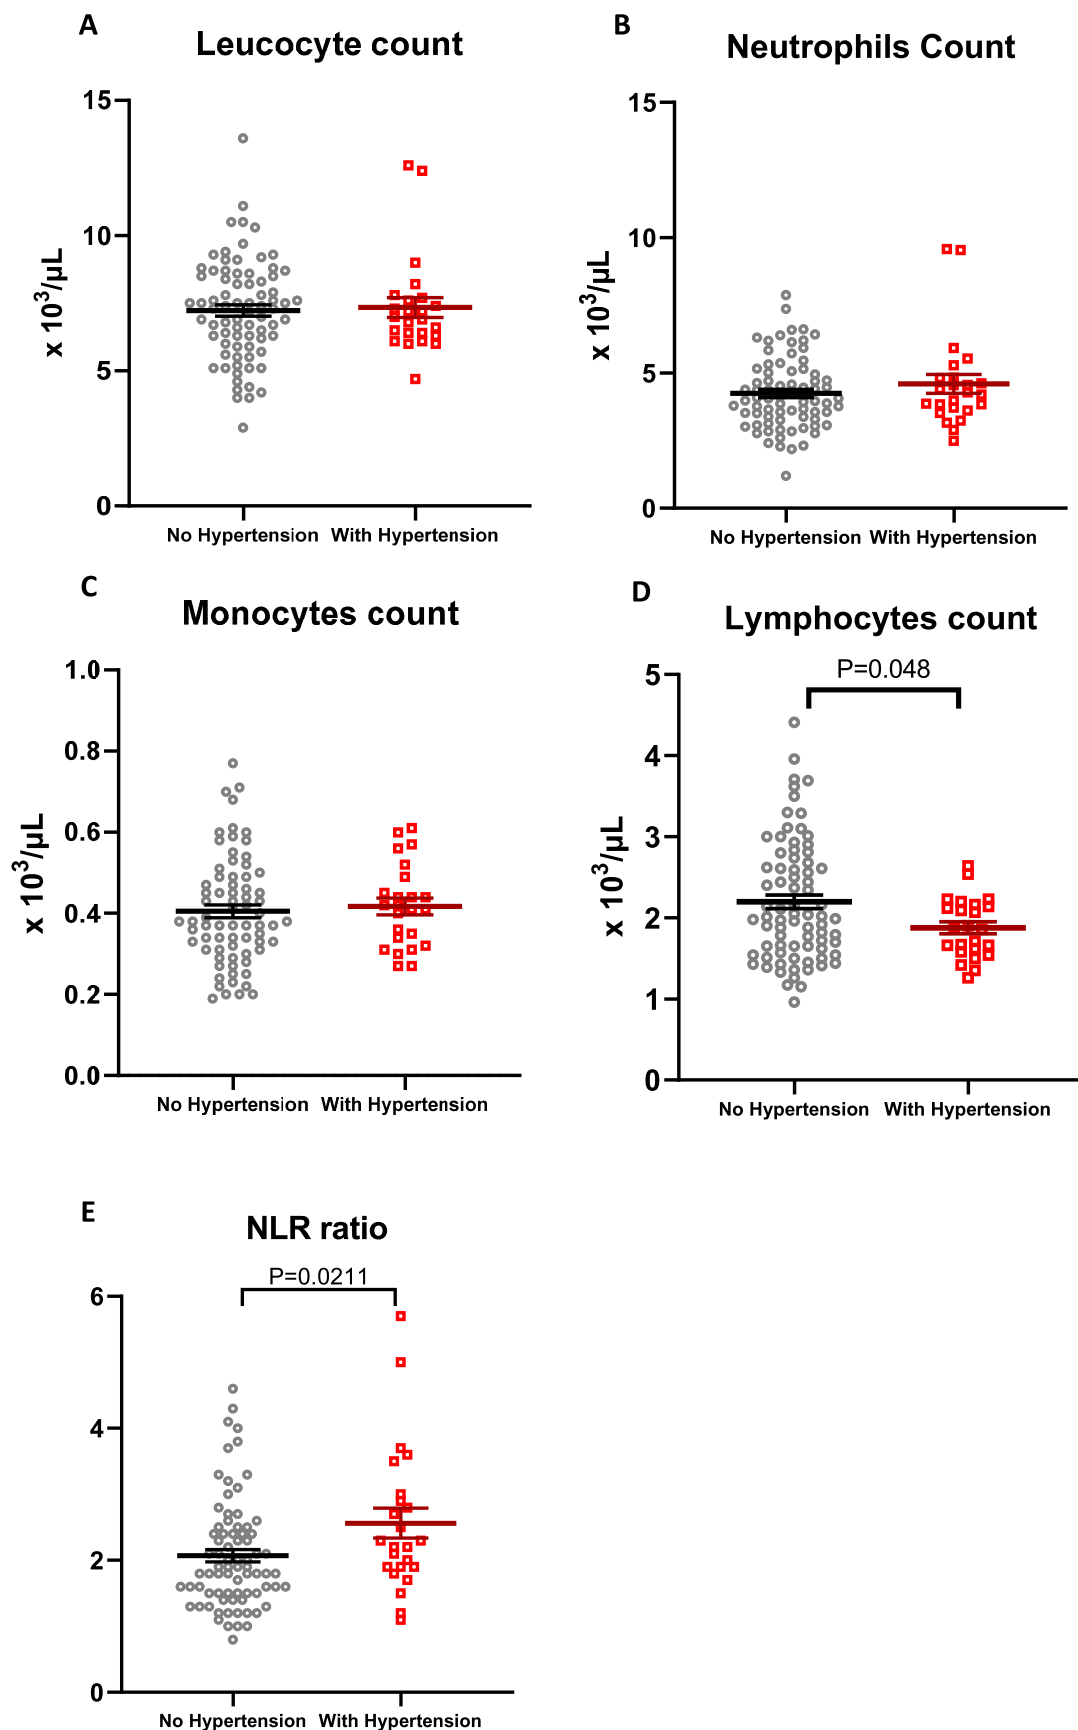 A
Leucocyte count
15
10
5
0
x 10³/µL
No Hypertension With Hypertension
B
Neutrophils Count
15
10
5
0
x 10³/µL
No Hypertension With Hypertension
C
Monocytes count
1.0
0.8
0.6
0.4
0.2
0.0
x 10³/µL
No Hypertension With Hypertension
D
Lymphocytes count
P=0.048
5
4
3
2
1
0
x 10³/µL
No Hypertension With Hypertension
E
NLR ratio
P=0.0211
6
4
2
0
No Hypertension With Hypertension